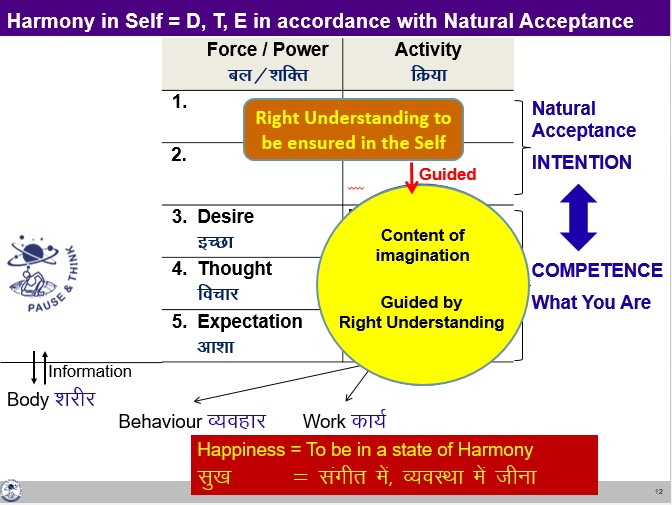 Harmony in Self = D, T, E in accordance with Natural Acceptance
Force / Power
बल/शक्ति
Activity
क्रिया
1.
Right Understanding to
be ensured in the Self
2.
Guided
Natural
Acceptance
INTENTION
3. Desire
इच्छा
4. Thought
विचार
5. Expectation
आशा
Content of
imagination
Guided by
Right Understanding
COMPETENCE
What You Are
PAUSE & THINK
Information
Body शरीर
Behaviour व्यवहार
Work कार्य
Happiness = To be in a state of Harmony
सुख = संगीत में, व्यवस्था में जीना
12